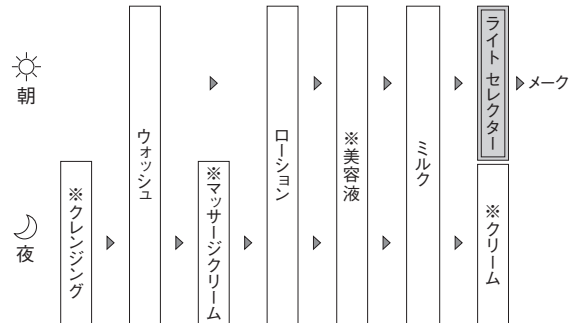 朝
夜
※クレンジング
ウォッシュ
※マッサージクリーム
ローション
※美容液
ミルク
ライト セレクター
※クリーム
メーク